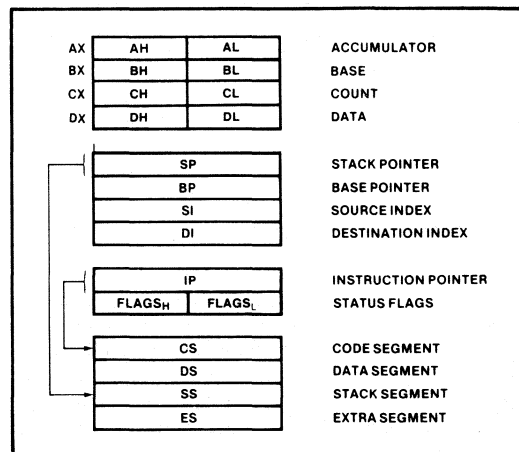 AX AH AL ACCUMULATOR
BX BH BL BASE
CX CH CL COUNT
DX DH DL DATA
SP STACK POINTER
BP BASE POINTER
SI SOURCE INDEX
DI DESTINATION INDEX
IP INSTRUCTION POINTER
FLAGSH FLAGSL STATUS FLAGS
CS CODE SEGMENT
DS DATA SEGMENT
SS STACK SEGMENT
ES EXTRA SEGMENT